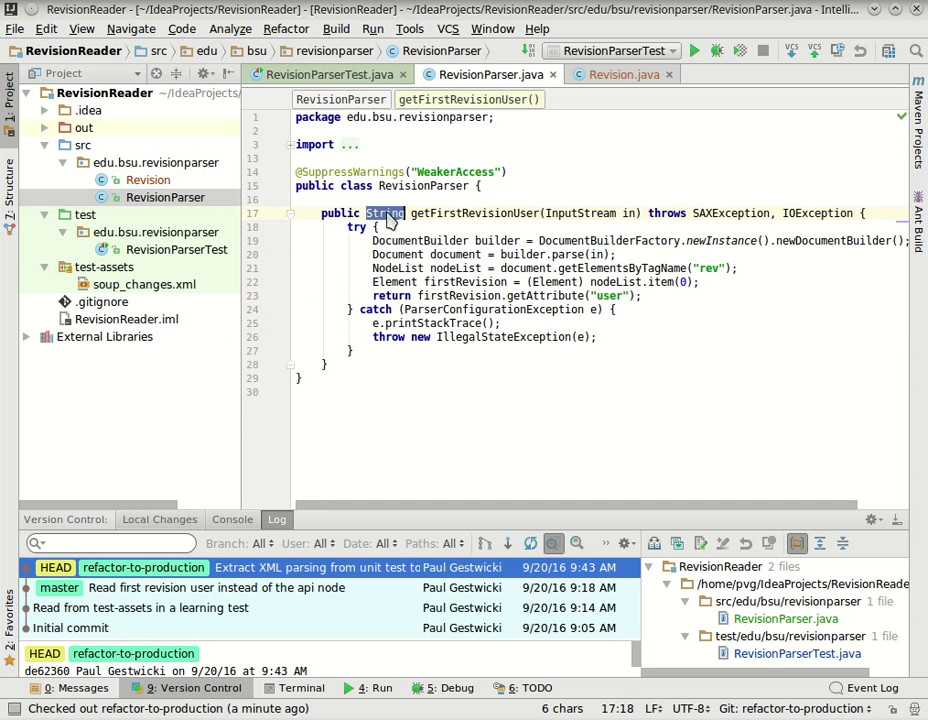 RevisionReader - [~/IdeaProjects/RevisionReader] - [RevisionReader] - ~/IdeaProjects/RevisionReader/src/edu/bsu/revisionparser/RevisionParser.java - Intelli...
File Edit View Navigate Code Analyze Refactor Build Run Tools VCS Window Help
RevisionReader src edu bsu revisionparser RevisionParser RevisionParserTest VCS VCS
1: Project
Project
RevisionReader ~/IdeaProjects/
.idea
out
src
edu.bsu.revisionparser
Revision
RevisionParser
test
edu.bsu.revisionparser
RevisionParserTest
test-assets
soup_changes.xml
.gitignore
RevisionReader.iml
External Libraries
7: Structure
2: Favorites
RevisionParserTest.java RevisionParser.java Revision.java
RevisionParser getFirstRevisionUser()
1 package edu.bsu.revisionparser;
2
3 import ...
13
14 @SuppressWarnings("WeakerAccess")
15 public class RevisionParser {
16
17 public String getFirstRevisionUser(InputStream in) throws SAXException, IOException {
18 try {
19 DocumentBuilder builder = DocumentBuilderFactory.newInstance().newDocumentBuilder();
20 Document document = builder.parse(in);
21 NodeList nodeList = document.getElementsByTagName("rev");
22 Element firstRevision = (Element) nodeList.item(0);
23 return firstRevision.getAttribute("user");
24 } catch (ParserConfigurationException e) {
25 e.printStackTrace();
26 throw new IllegalStateException(e);
27 }
28 }
29 }
30
Maven Projects
Ant Build
Version Control: Local Changes Console Log
Branch: All User: All Date: All Paths: All
HEAD refactor-to-production Extract XML parsing from unit test to Paul Gestwicki 9/20/16 9:43 AM
master Read first revision user instead of the api node Paul Gestwicki 9/20/16 9:18 AM
Read from test-assets in a learning test Paul Gestwicki 9/20/16 9:14 AM
Initial commit Paul Gestwicki 9/20/16 9:05 AM
HEAD refactor-to-production
de62360 Paul Gestwicki on 9/20/16 at 9:43 AM
RevisionReader 2 files
/home/pvg/IdeaProjects/RevisionReade
src/edu/bsu/revisionparser 1 file
RevisionParser.java
test/edu/bsu/revisionparser 1 file
RevisionParserTest.java
0: Messages 9: Version Control Terminal 4: Run 5: Debug 6: TODO Event Log
Checked out refactor-to-production (a minute ago) 6 chars 17:18 LF UTF-8 Git: refactor-to-production